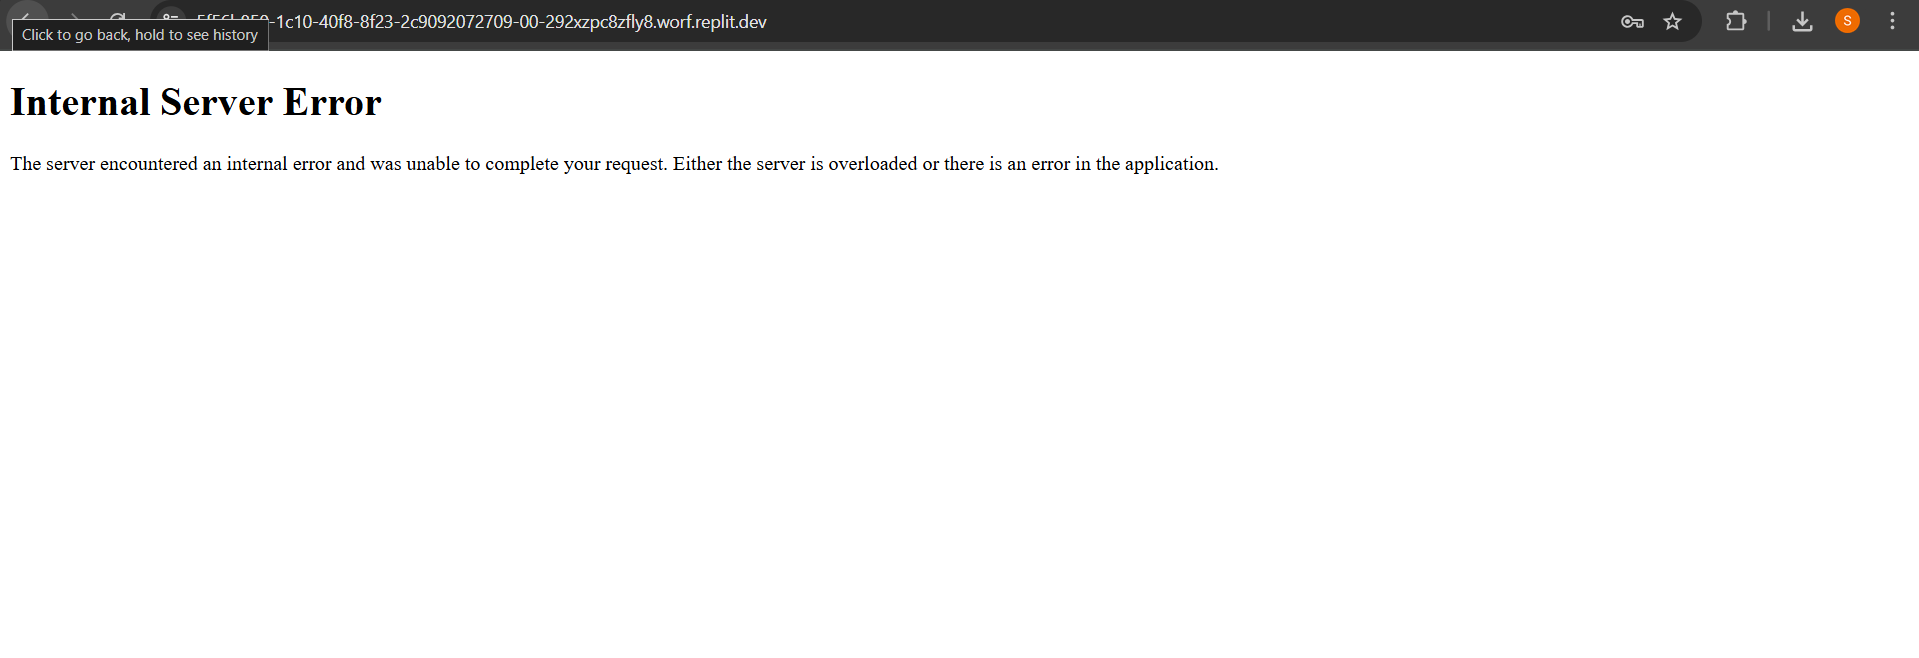 -1c10-40f8-8f23-2c9092072709-00-292xzpc8zfly8.worf.replit.dev
S
Click to go back, hold to see history
Internal Server Error
The server encountered an internal error and was unable to complete your request. Either the server is overloaded or there is an error in the application.